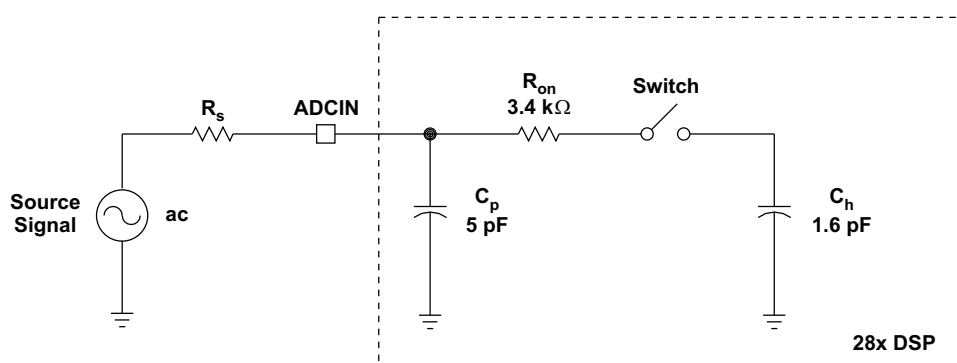 R_s
ADCIN
R_on
3.4 kΩ
Switch
Source
Signal
ac
C_p
5 pF
C_h
1.6 pF
28x DSP